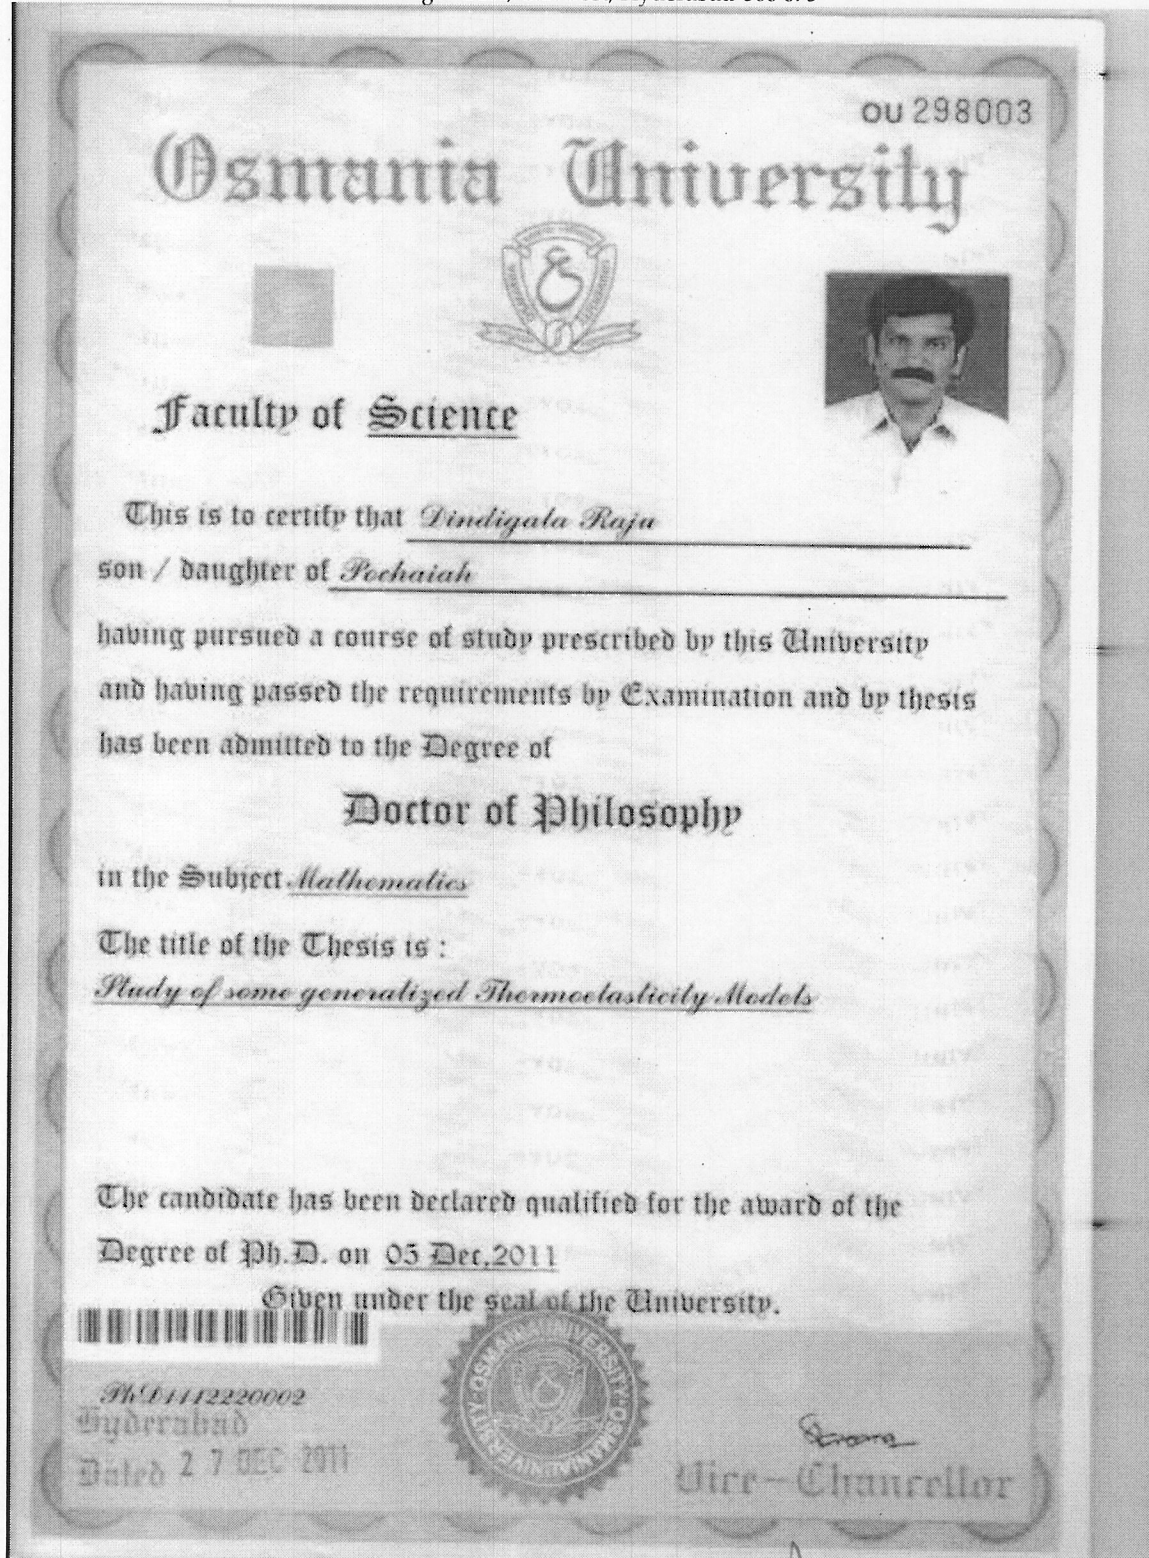 OU 298003
Osmania University
Faculty of Science
This is to certify that Dindigala Raju
son / daughter of Pochaiah
having pursued a course of study prescribed by this University
and having passed the requirements by Examination and by thesis
has been admitted to the Degree of
Doctor of Philosophy
in the Subject Mathematics
The title of the Thesis is :
Study of some generalized Thermoelasticity Models
The candidate has been declared qualified for the award of the
Degree of Ph.D. on 05 Dec,2011
Given under the seal of the University.
PhD1112220002
Hyderabad
Dated 27 DEC 2011
OSMANIA UNIVERSITY · OSMANIA UNIVERSITY
Vice-Chancellor